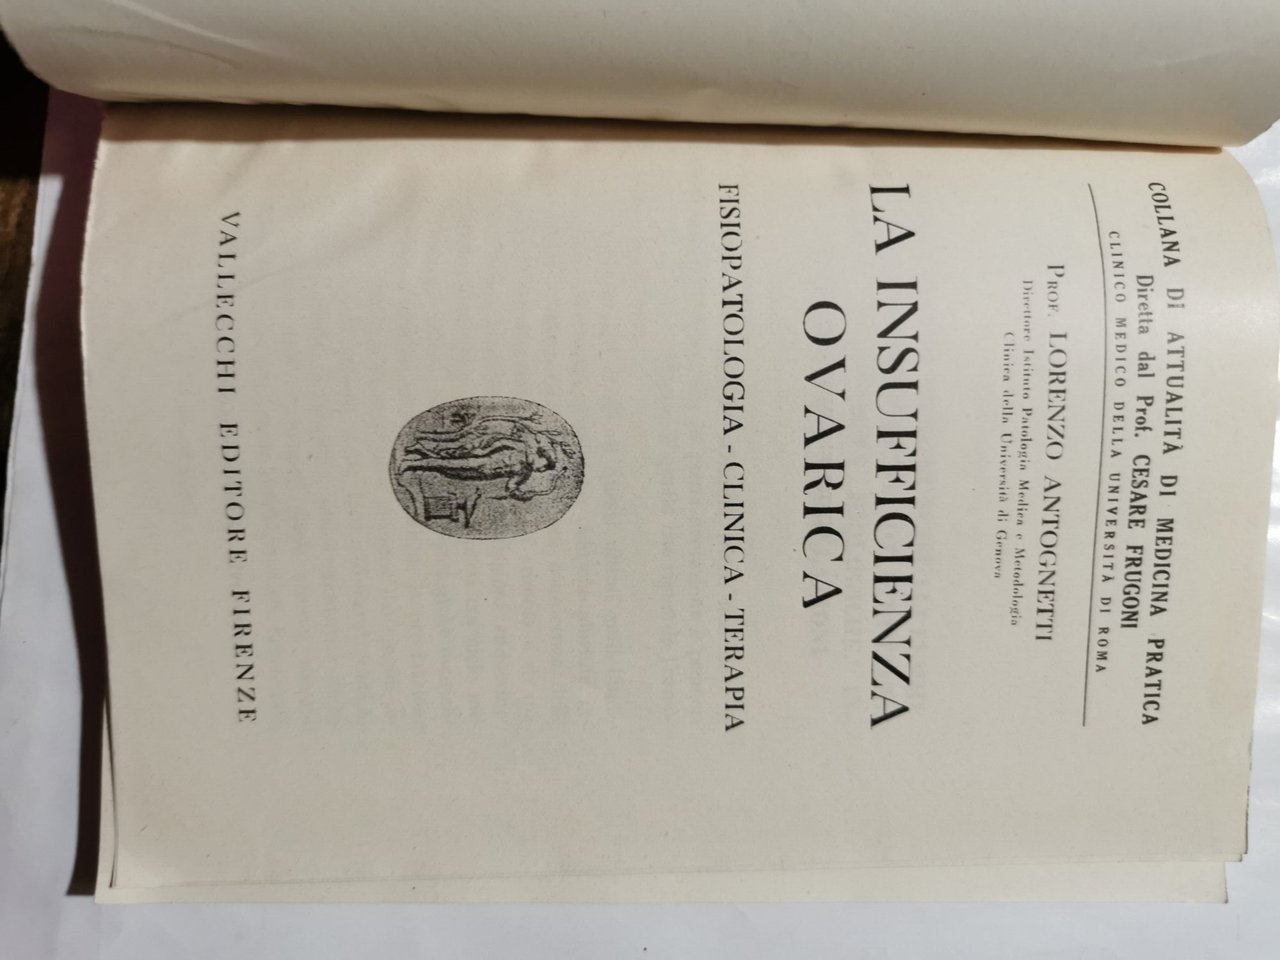 COLLANA DI ATTUALITÀ DI MEDICINA PRATICA
Diretta dal Prof. CESARE FRUGONI
CLINICO MEDICO DELLA UNIVERSITÀ DI ROMA
PROF. LORENZO ANTOGNETTI
Direttore Istituto Patologia Medica e Metodologia
Clinica della Università di Genova
LA INSUFFICIENZA
OVARICA
FISIOPATOLOGIA - CLINICA - TERAPIA
VALLECCHI EDITORE FIRENZE